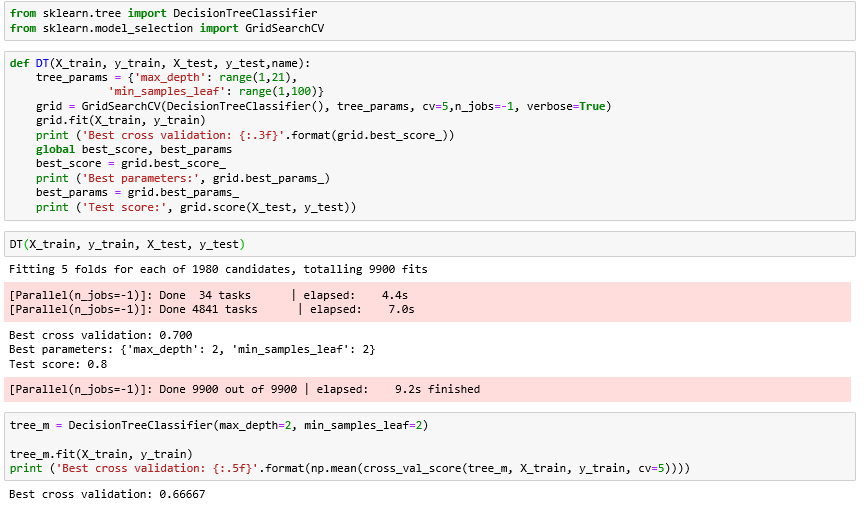 from sklearn.tree import DecisionTreeClassifier
from sklearn.model_selection import GridSearchCV
def DT(X_train, y_train, X_test, y_test,name):
    tree_params = {'max_depth': range(1,21),
               'min_samples_leaf': range(1,100)}
    grid = GridSearchCV(DecisionTreeClassifier(), tree_params, cv=5,n_jobs=-1, verbose=True)
    grid.fit(X_train, y_train)
    print ('Best cross validation: {:.3f}'.format(grid.best_score_))
    global best_score, best_params
    best_score = grid.best_score_
    print ('Best parameters:', grid.best_params_)
    best_params = grid.best_params_
    print ('Test score:', grid.score(X_test, y_test))
DT(X_train, y_train, X_test, y_test)
Fitting 5 folds for each of 1980 candidates, totalling 9900 fits
[Parallel(n_jobs=-1)]: Done  34 tasks      | elapsed:    4.4s
[Parallel(n_jobs=-1)]: Done 4841 tasks      | elapsed:    7.0s
Best cross validation: 0.700
Best parameters: {'max_depth': 2, 'min_samples_leaf': 2}
Test score: 0.8
[Parallel(n_jobs=-1)]: Done 9900 out of 9900 | elapsed:    9.2s finished
tree_m = DecisionTreeClassifier(max_depth=2, min_samples_leaf=2)
tree_m.fit(X_train, y_train)
print ('Best cross validation: {:.5f}'.format(np.mean(cross_val_score(tree_m, X_train, y_train, cv=5))))
Best cross validation: 0.66667